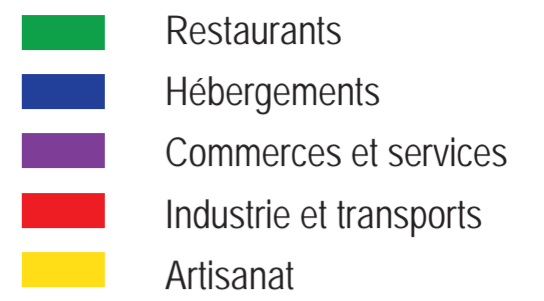 Restaurants
Hébergements
Commerces et services
Industrie et transports
Artisanat